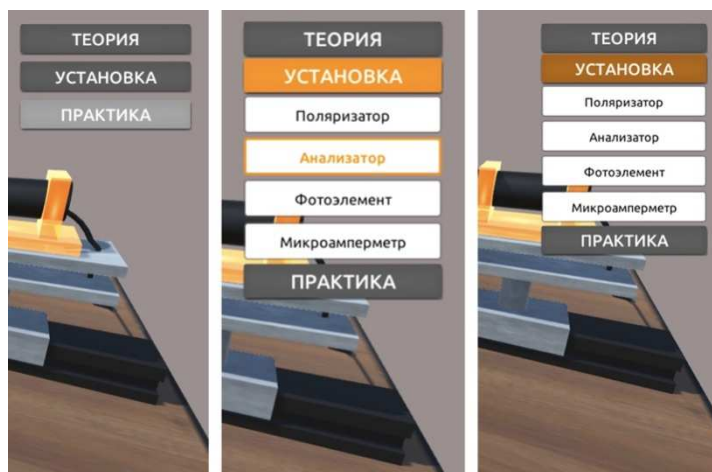 ТЕОРИЯ
УСТАНОВКА
ПРАКТИКА
ТЕОРИЯ
УСТАНОВКА
Поляризатор
Анализатор
Фотоэлемент
Микроамперметр
ПРАКТИКА
ТЕОРИЯ
УСТАНОВКА
Поляризатор
Анализатор
Фотоэлемент
Микроамперметр
ПРАКТИКА